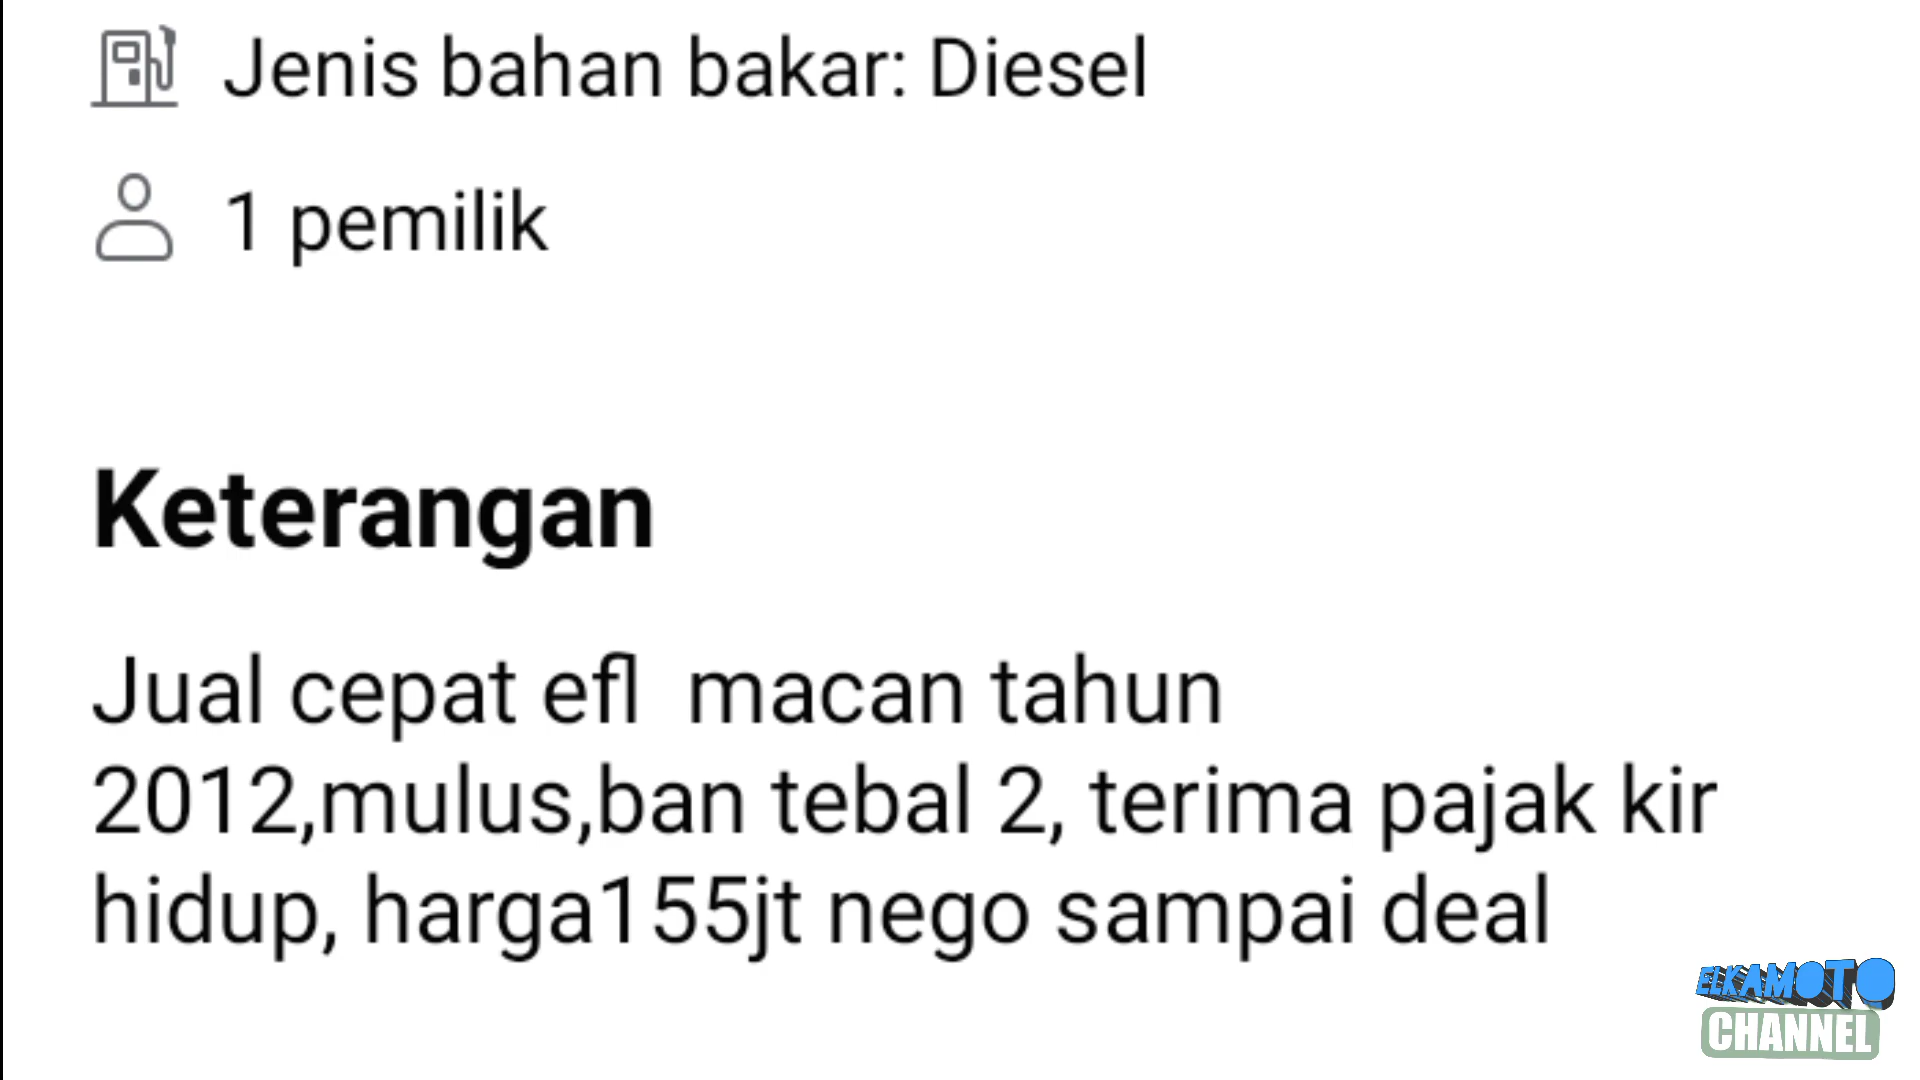 Jenis bahan bakar: Diesel
1 pemilik
Keterangan
Jual cepat efl  macan tahun
2012,mulus,ban tebal 2, terima pajak kir
hidup, harga155jt nego sampai deal
ELKAMOTO
CHANNEL